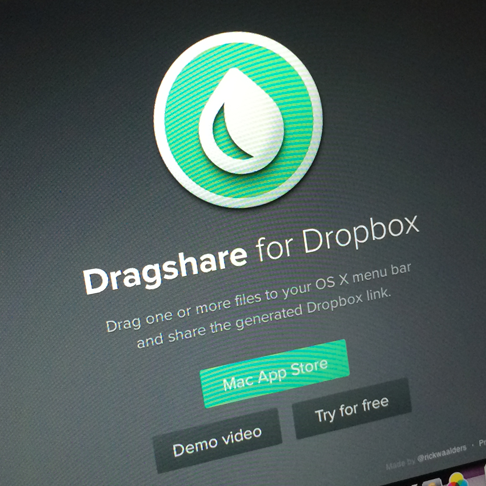 Dragshare for Dropbox
Drag one or more files to your OS X menu bar
and share the generated Dropbox link.
Mac App Store
Demo video
Try for free
Made by @rickwaalders ·